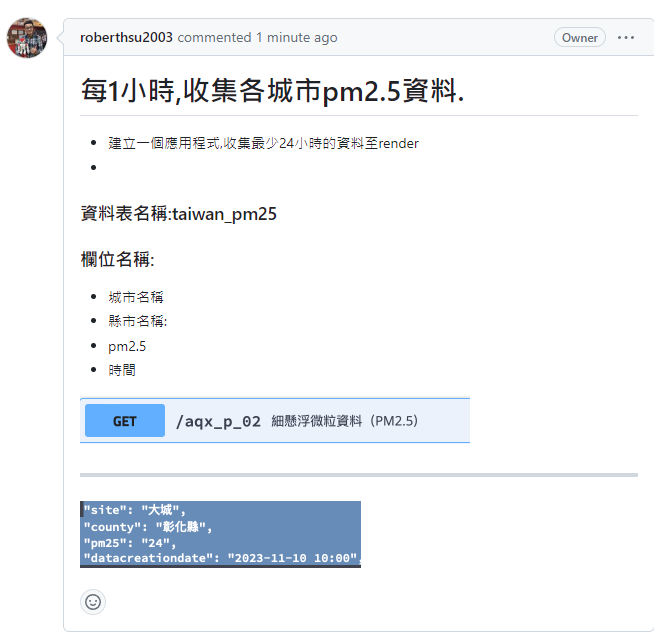 roberthsu2003 commented 1 minute ago
Owner
每1小時,收集各城市pm2.5資料.
建立一個應用程式,收集最少24小時的資料至render
資料表名稱:taiwan_pm25
欄位名稱:
城市名稱
縣市名稱:
pm2.5
時間
GET /aqx_p_02 細懸浮微粒資料（PM2.5）
"site": "大城",
"county": "彰化縣",
"pm25": "24",
"datacreationdate": "2023-11-10 10:00",